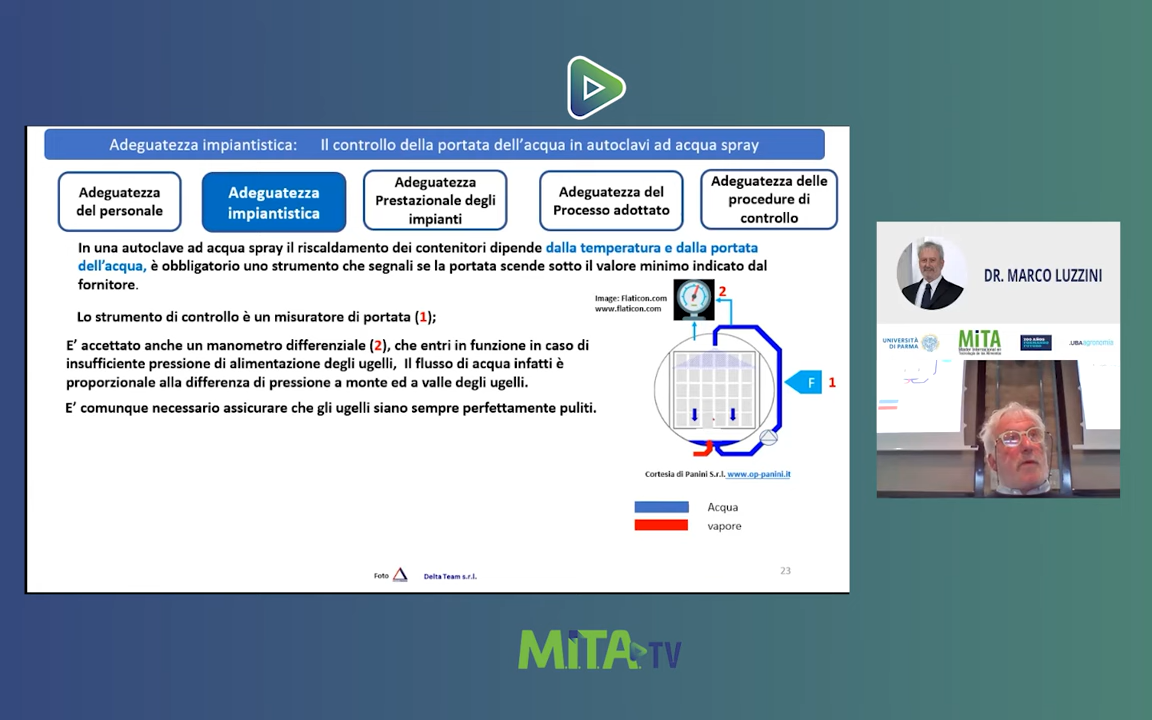 Adeguatezza impiantistica: Il controllo della portata dell'acqua in autoclavi ad acqua spray
Adeguatezza
del personale
Adeguatezza
impiantistica
Adeguatezza
Prestazionale degli
impianti
Adeguatezza del
Processo adottato
Adeguatezza delle
procedure di
controllo
In una autoclave ad acqua spray il riscaldamento dei contenitori dipende dalla temperatura e dalla portata
dell'acqua, è obbligatorio uno strumento che segnali se la portata scende sotto il valore minimo indicato dal
fornitore.
Image: Flaticon.com
www.flaticon.com
2
Lo strumento di controllo è un misuratore di portata (1);
E' accettato anche un manometro differenziale (2), che entri in funzione in caso di
insufficiente pressione di alimentazione degli ugelli, Il flusso di acqua infatti è
proporzionale alla differenza di pressione a monte ed a valle degli ugelli.
E' comunque necessario assicurare che gli ugelli siano sempre perfettamente puliti.
F 1
Cortesia di Panini S.r.l. www.op-panini.it
Acqua
vapore
Foto Delta Team s.r.l.
23
DR. MARCO LUZZINI
UNIVERSITÀ
DI PARMA
MiTA
.UBAagronomia
M.I.T.A. TV